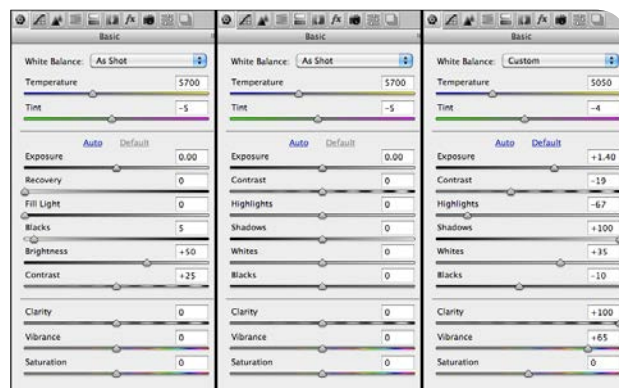 Basic
White Balance: As Shot
Temperature 5700
Tint -5
Auto Default
Exposure 0.00
Recovery 0
Fill Light 0
Blacks 5
Brightness +50
Contrast +25
Clarity 0
Vibrance 0
Saturation 0
Basic
White Balance: As Shot
Temperature 5700
Tint -5
Auto Default
Exposure 0.00
Contrast 0
Highlights 0
Shadows 0
Whites 0
Blacks 0
Clarity 0
Vibrance 0
Saturation 0
Basic
White Balance: Custom
Temperature 5050
Tint -4
Auto Default
Exposure +1.40
Contrast -19
Highlights -67
Shadows +100
Whites +35
Blacks -10
Clarity +100
Vibrance +65
Saturation 0